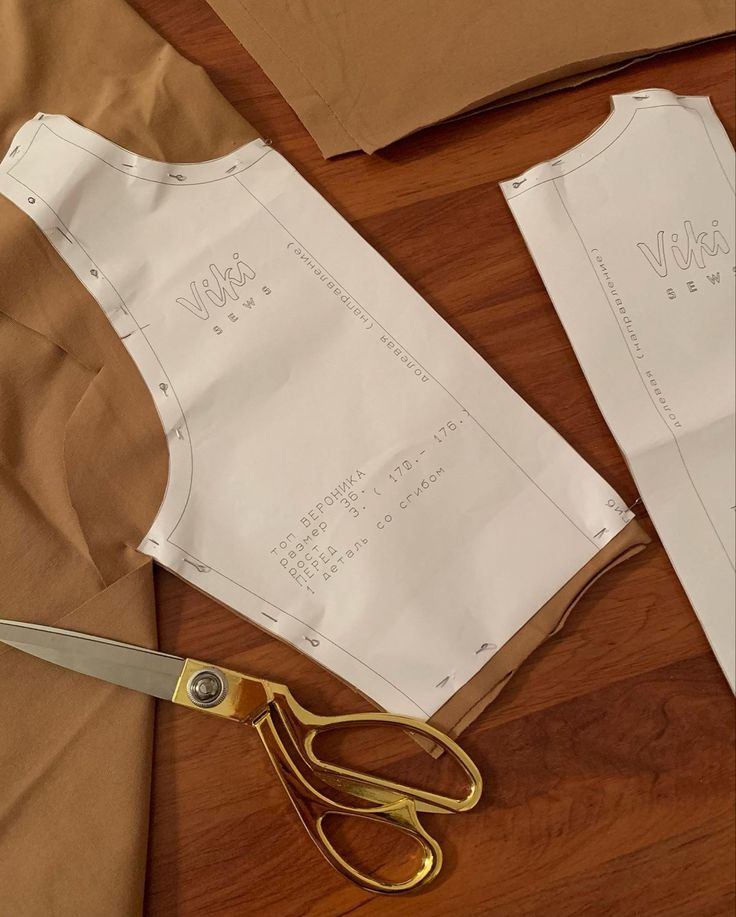 Viki
SEWS
долевая (направление)
топ ВЕРОНИКА
размер 36.
рост 3. ( 170.- 176.)
ПЕРЕД
1 деталь со сгибом
Viki
SEWS
долевая (направление)